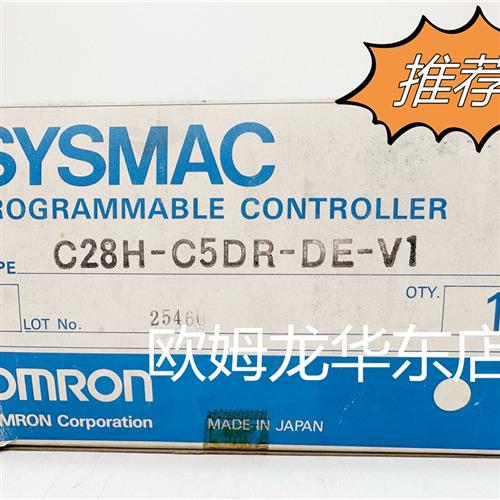 推荐
SYSMAC
ROGRAMMABLE CONTROLLER
PE C28H-C5DR-DE-V1
QTY. 1
LOT No. 2546
欧姆龙华东店
OMRON
MRON Corporation
MADE IN JAPAN